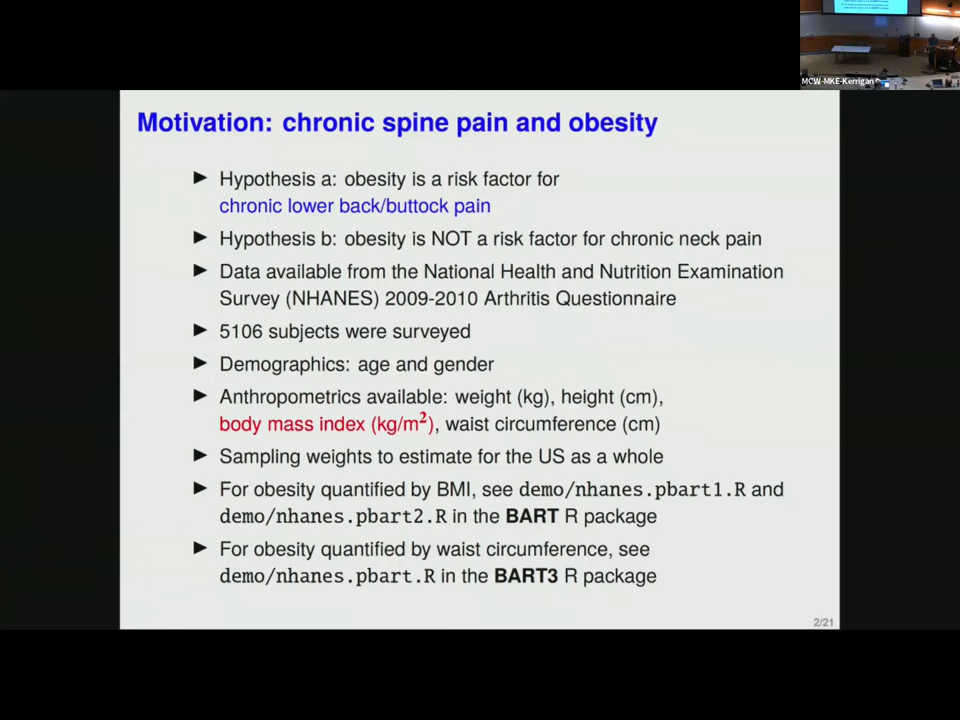 MCW-MKE-Kerrigan
Motivation: chronic spine pain and obesity
► Hypothesis a: obesity is a risk factor for
chronic lower back/buttock pain
► Hypothesis b: obesity is NOT a risk factor for chronic neck pain
► Data available from the National Health and Nutrition Examination
Survey (NHANES) 2009-2010 Arthritis Questionnaire
► 5106 subjects were surveyed
► Demographics: age and gender
► Anthropometrics available: weight (kg), height (cm),
body mass index (kg/m²), waist circumference (cm)
► Sampling weights to estimate for the US as a whole
► For obesity quantified by BMI, see demo/nhanes.pbart1.R and
demo/nhanes.pbart2.R in the BART R package
► For obesity quantified by waist circumference, see
demo/nhanes.pbart.R in the BART3 R package
2/21